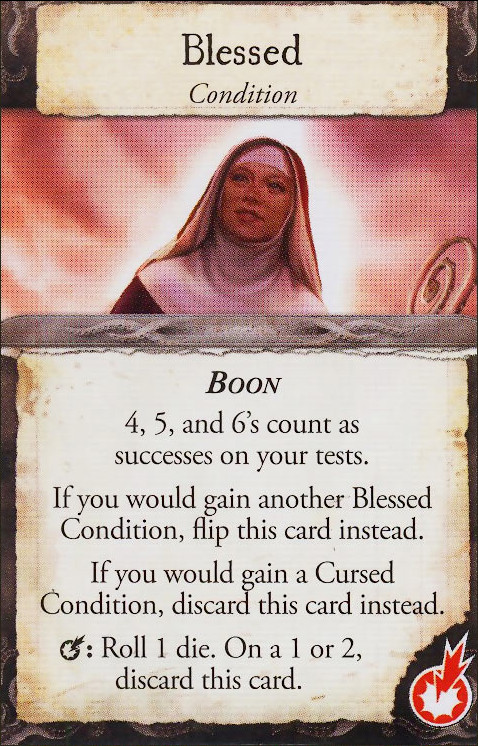 Blessed
Condition
BOON
4, 5, and 6's count as
successes on your tests.
If you would gain another Blessed
Condition, flip this card instead.
If you would gain a Cursed
Condition, discard this card instead.
: Roll 1 die. On a 1 or 2,
discard this card.